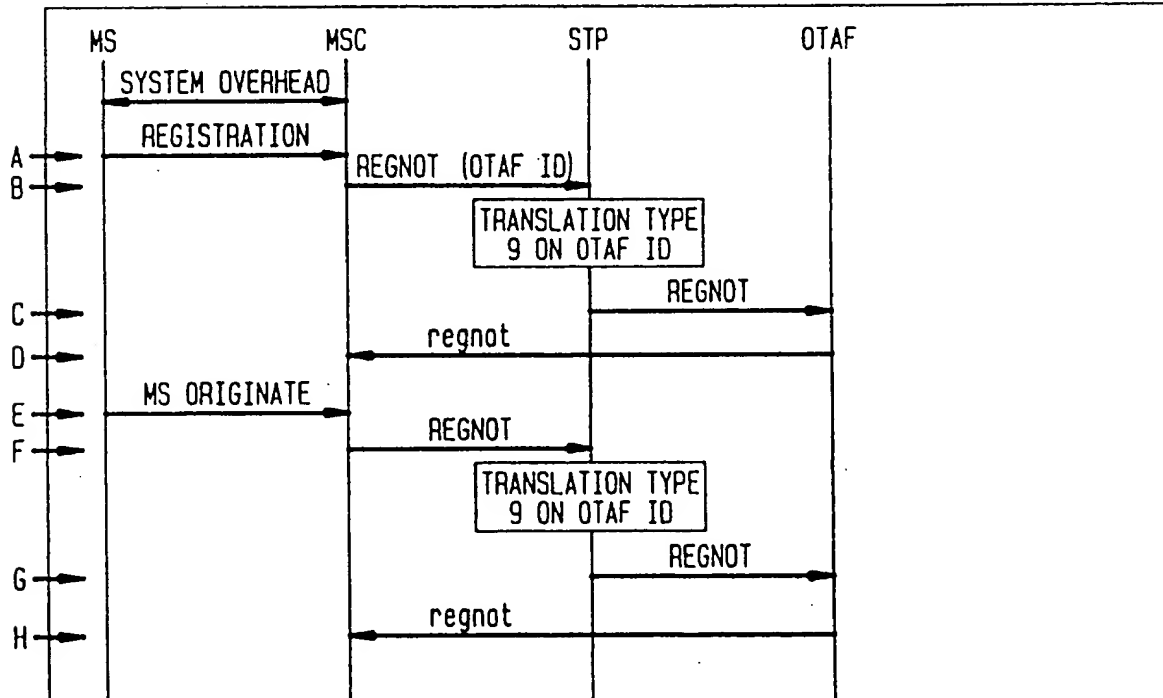 MS MSC STP OTAF
SYSTEM OVERHEAD
A REGISTRATION
B REGNOT (OTAF ID)
TRANSLATION TYPE
9 ON OTAF ID
C REGNOT
D regnot
E MS ORIGINATE
F REGNOT
TRANSLATION TYPE
9 ON OTAF ID
G REGNOT
H regnot